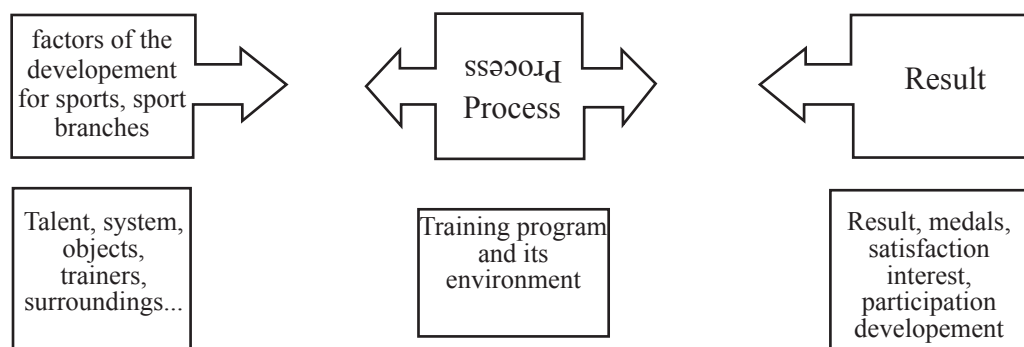 factors of the
developement
for sports, sport
branches
Process
Process
Result
Talent, system,
objects,
trainers,
surroundings...
Training program
and its
environment
Result, medals,
satisfaction
interest,
participation
developement